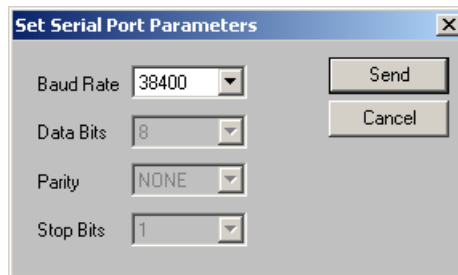 Set Serial Port Parameters
Baud Rate 38400 Send
Data Bits 8 Cancel
Parity NONE
Stop Bits 1